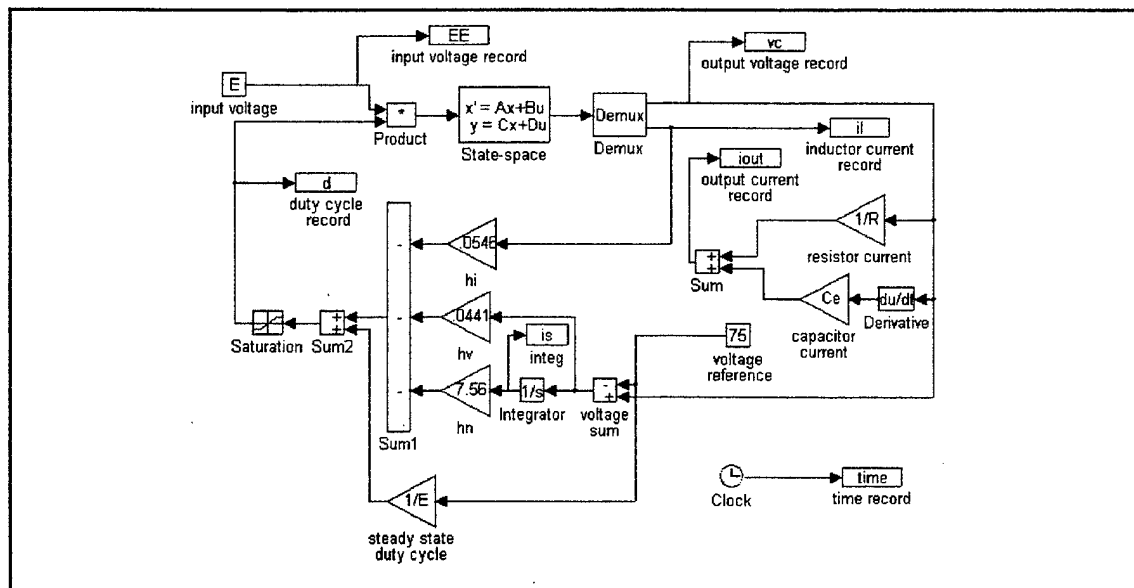 EE
input voltage record
vc
output voltage record
E
input voltage
*
Product
x' = Ax+Bu
y = Cx+Du
State-space
Demux
Demux
il
inductor current
record
iout
output current
record
d
duty cycle
record
1/R
resistor current
-
.0546
hi
+
+
Sum
Ce
capacitor
current
du/dt
Derivative
Saturation
+
+
Sum2
-
.0441
hv
is
integ
75
voltage
reference
-
7.56
hn
1/s
Integrator
-
+
voltage
sum
Sum1
1/E
steady state
duty cycle
Clock
time
time record